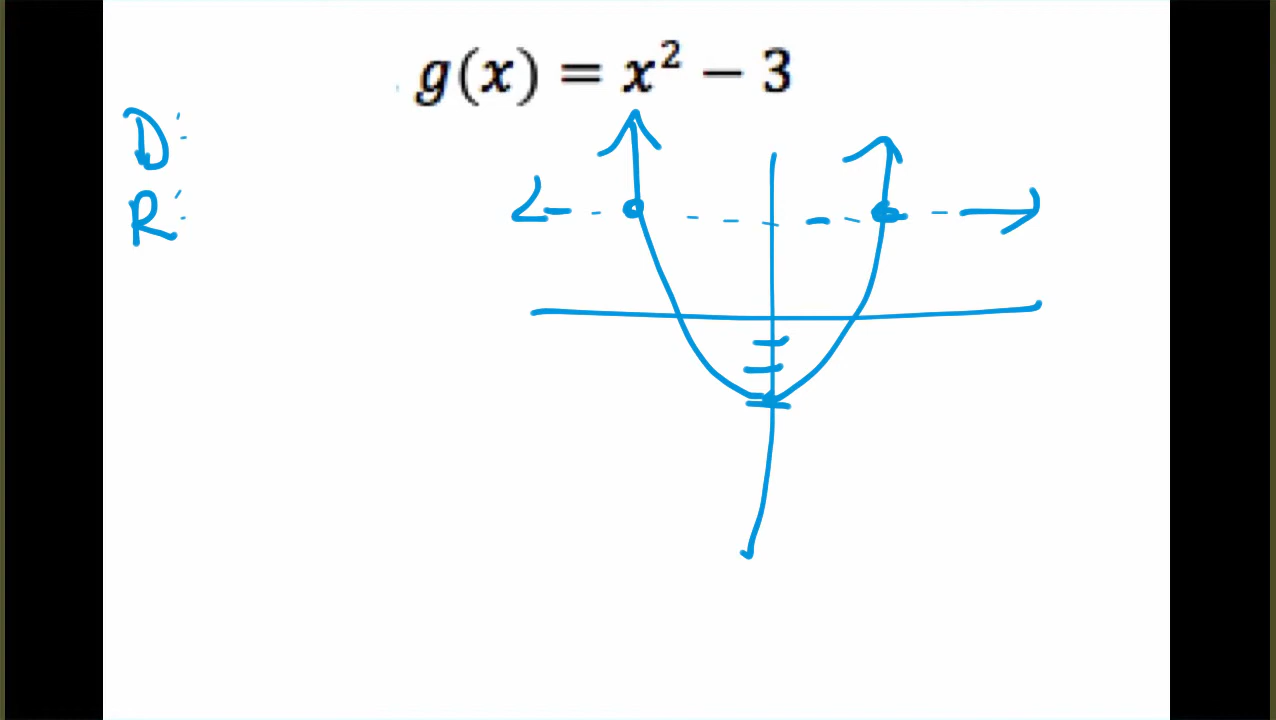 g(x) = x² − 3
D:
R: